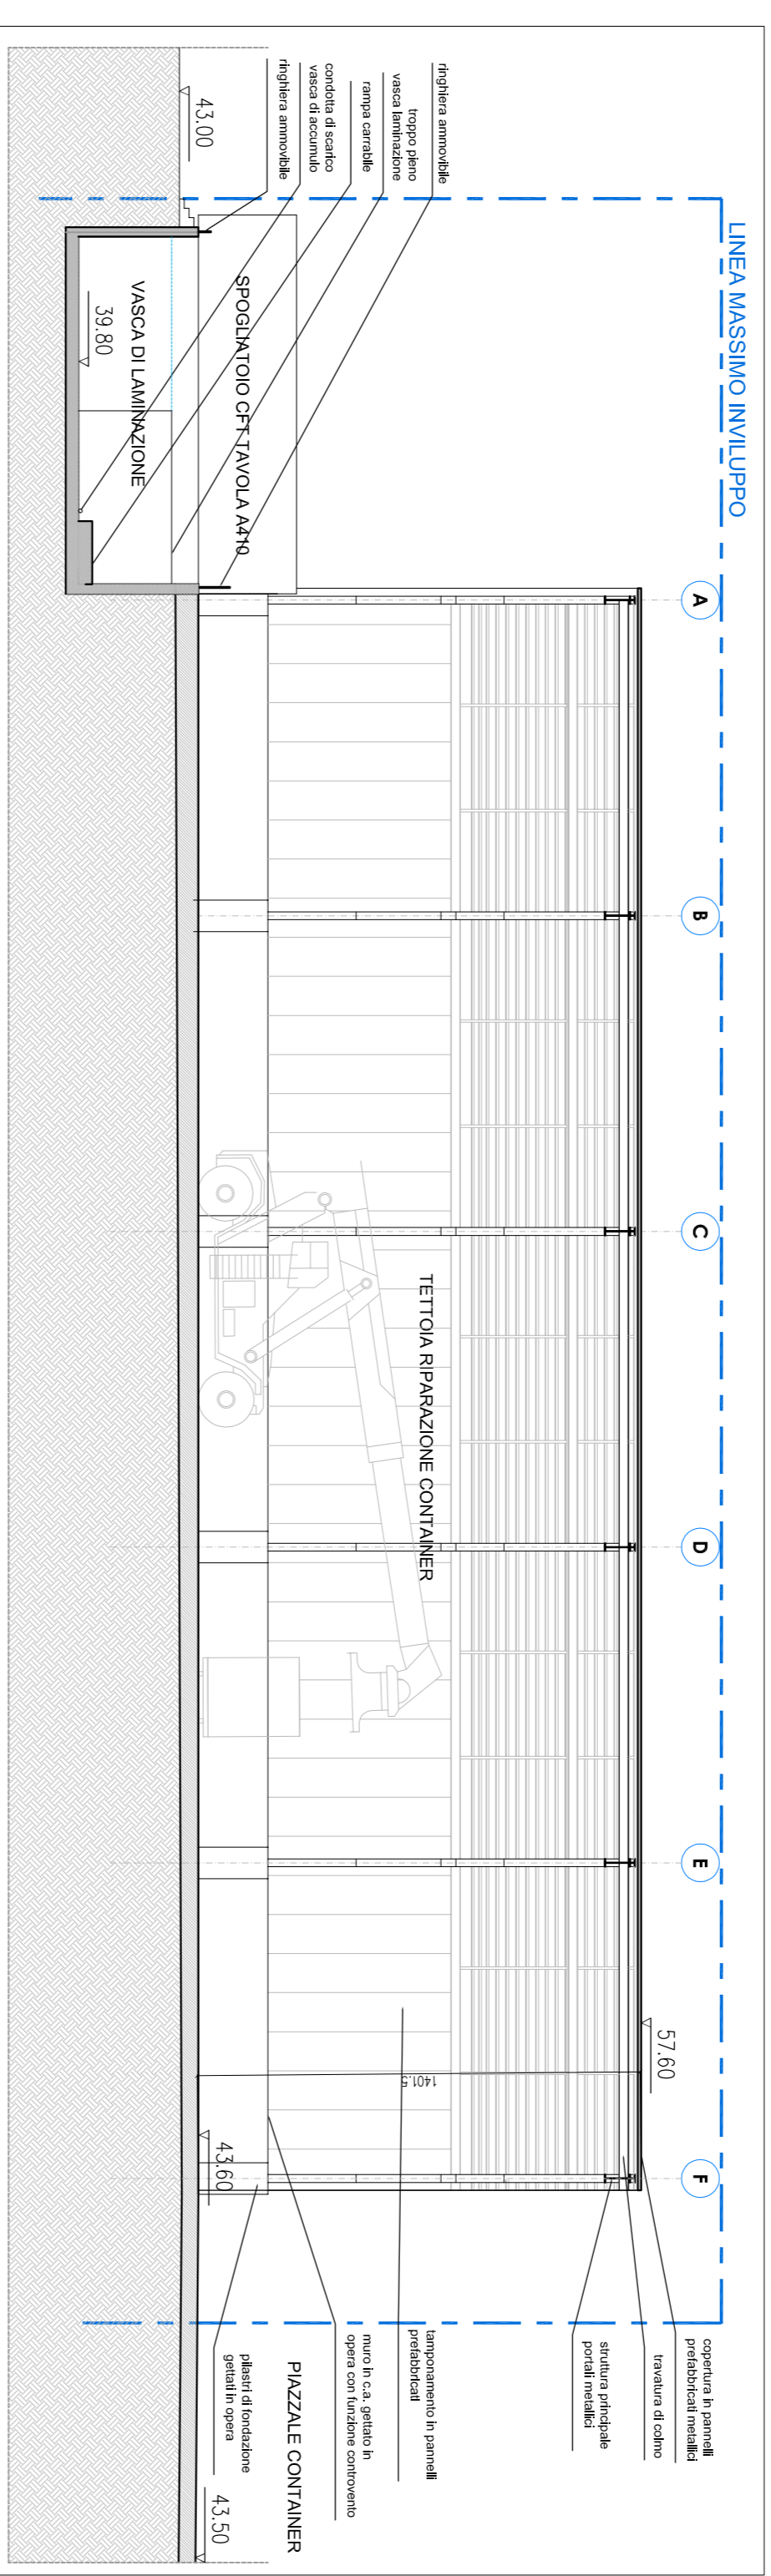 LINEA MASSIMO INVILUPPO
A
B
C
D
E
F
ringhiera ammovibile
troppo pieno
vasca laminazione
rampa carrabile
condotta di scarico
vasca di accumulo
ringhiera ammovibile
43.00
SPOGLIATOIO CFT TAVOLA A410
VASCA DI LAMINAZIONE
39.80
TETTOIA RIPARAZIONE CONTAINER
57.60
1401.5
43.60
copertura in pannelli
prefabbricati metallici
travatura di colmo
struttura principale
portali metallici
tamponamento in pannelli
prefabbricati
muro in c.a. gettato in
opera con funzione controvento
PIAZZALE CONTAINER
pilastri di fondazione
gettati in opera
43.50